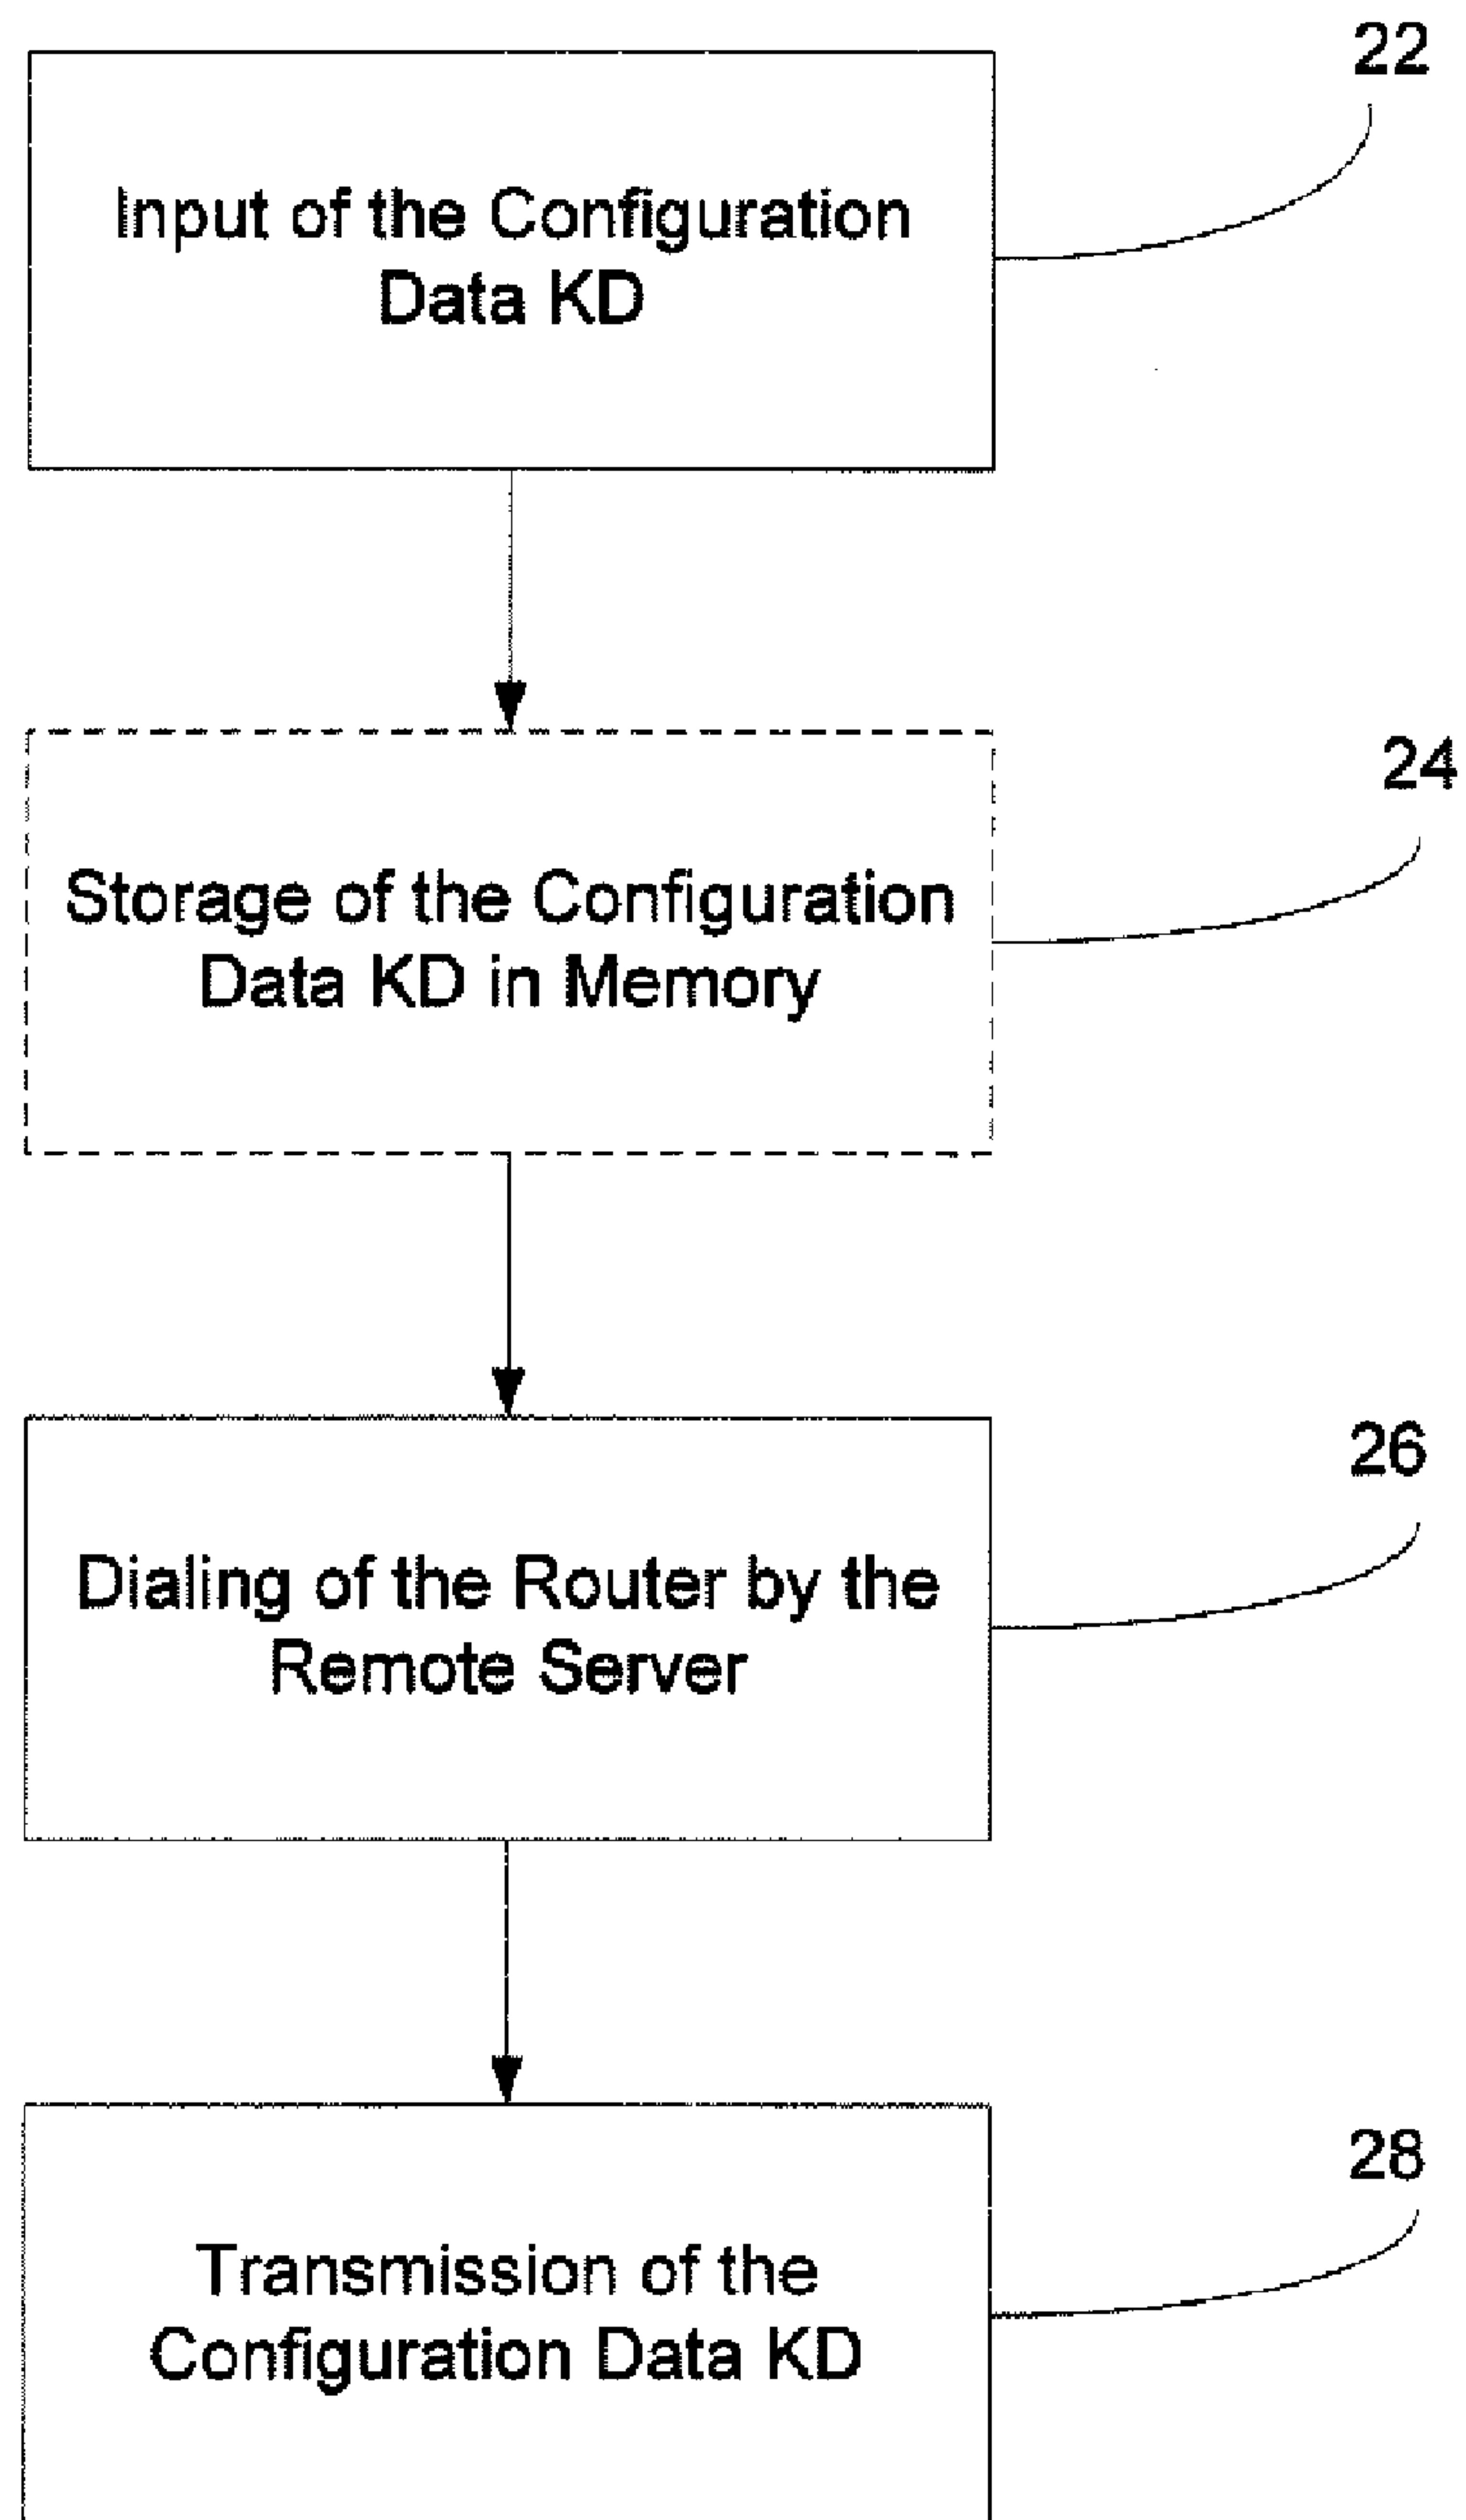 22
Input of the Configuration
Data KD
24
Storage of the Configuration
Data KD in Memory
26
Dialing of the Router by the
Remote Server
28
Transmission of the
Configuration Data KD